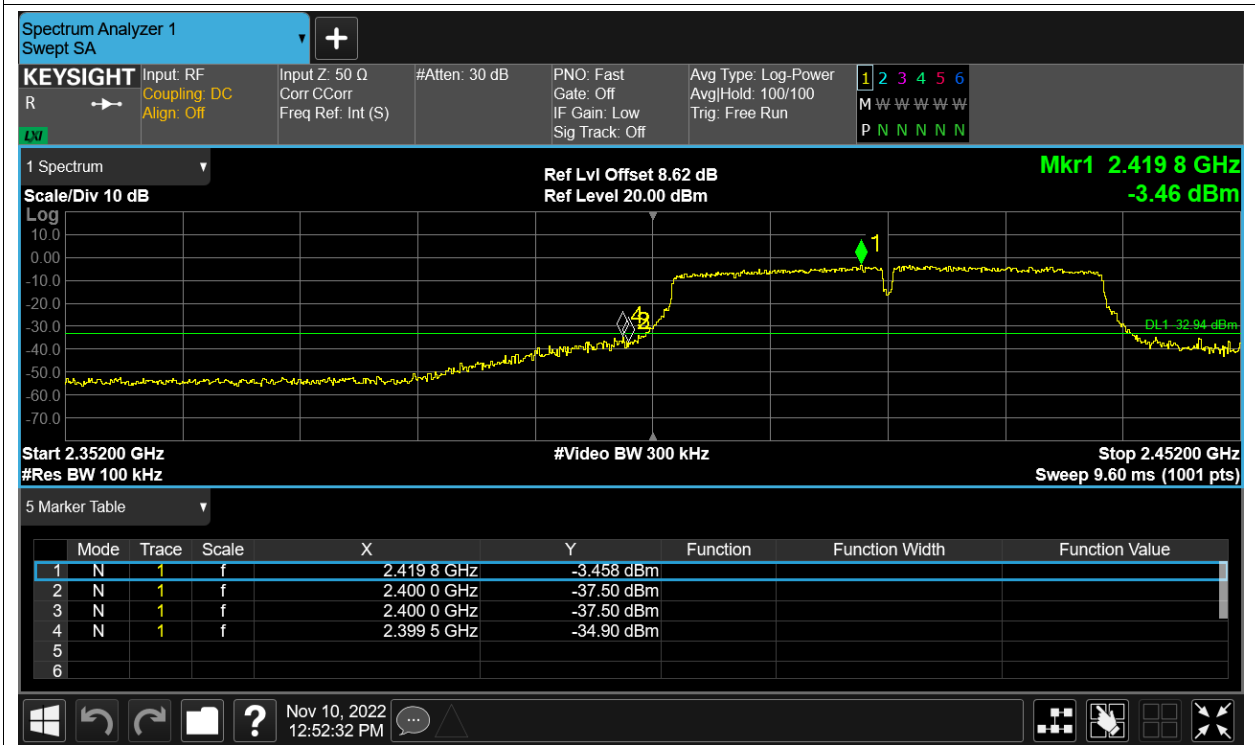 Spectrum Analyzer 1
Swept SA
+
KEYSIGHT
R
LXI
Input: RF
Coupling: DC
Align: Off
Input Z: 50 Ω
Corr CCorr
Freq Ref: Int (S)
#Atten: 30 dB
PNO: Fast
Gate: Off
IF Gain: Low
Sig Track: Off
Avg Type: Log-Power
Avg|Hold: 100/100
Trig: Free Run
1 2 3 4 5 6
M W W W W W
P N N N N N
1 Spectrum
Scale/Div 10 dB
Ref Lvl Offset 8.62 dB
Ref Level 20.00 dBm
Mkr1 2.419 8 GHz
-3.46 dBm
Log
10.0
0.00
-10.0
-20.0
-30.0
-40.0
-50.0
-60.0
-70.0
1
DL1 -32.94 dBm
Start 2.35200 GHz
#Res BW 100 kHz
#Video BW 300 kHz
Stop 2.45200 GHz
Sweep 9.60 ms (1001 pts)
5 Marker Table
Mode Trace Scale X Y Function Function Width Function Value
1 N 1 f 2.419 8 GHz -3.458 dBm
2 N 1 f 2.400 0 GHz -37.50 dBm
3 N 1 f 2.400 0 GHz -37.50 dBm
4 N 1 f 2.399 5 GHz -34.90 dBm
5
6
?
Nov 10, 2022
12:52:32 PM